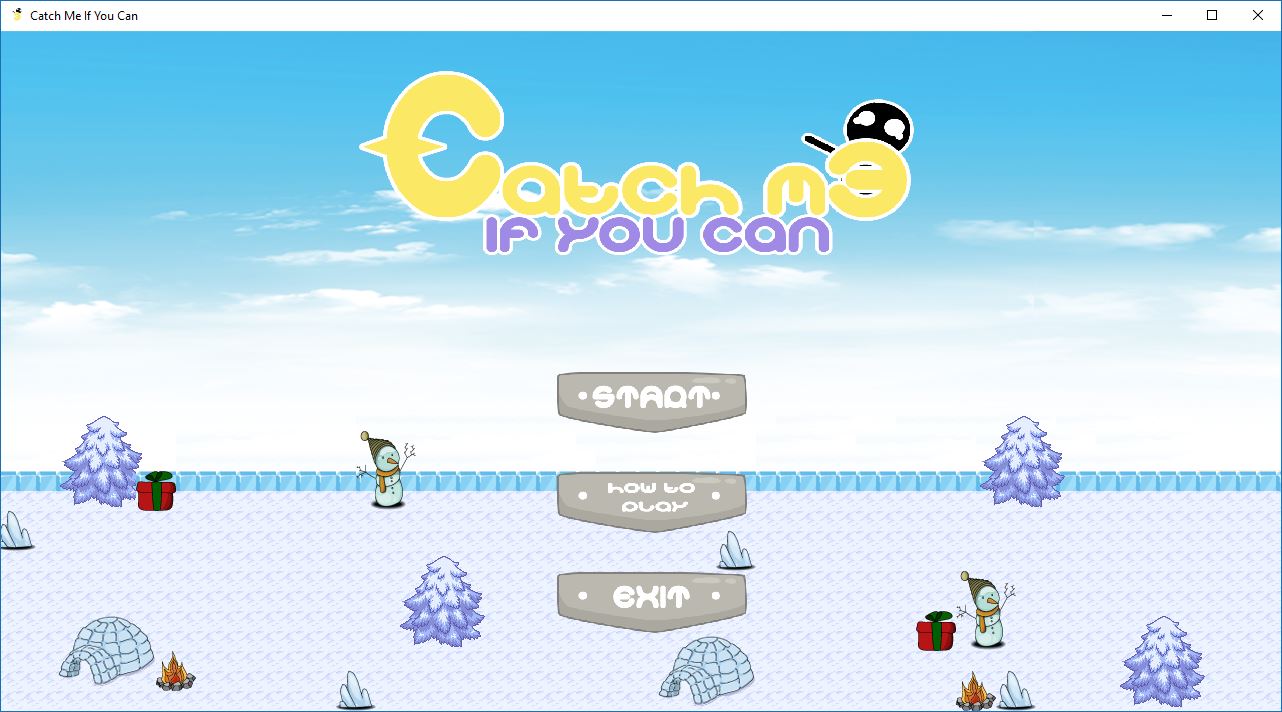 Catch Me If You Can
Catch me
if you can
START
how to
play
EXIT